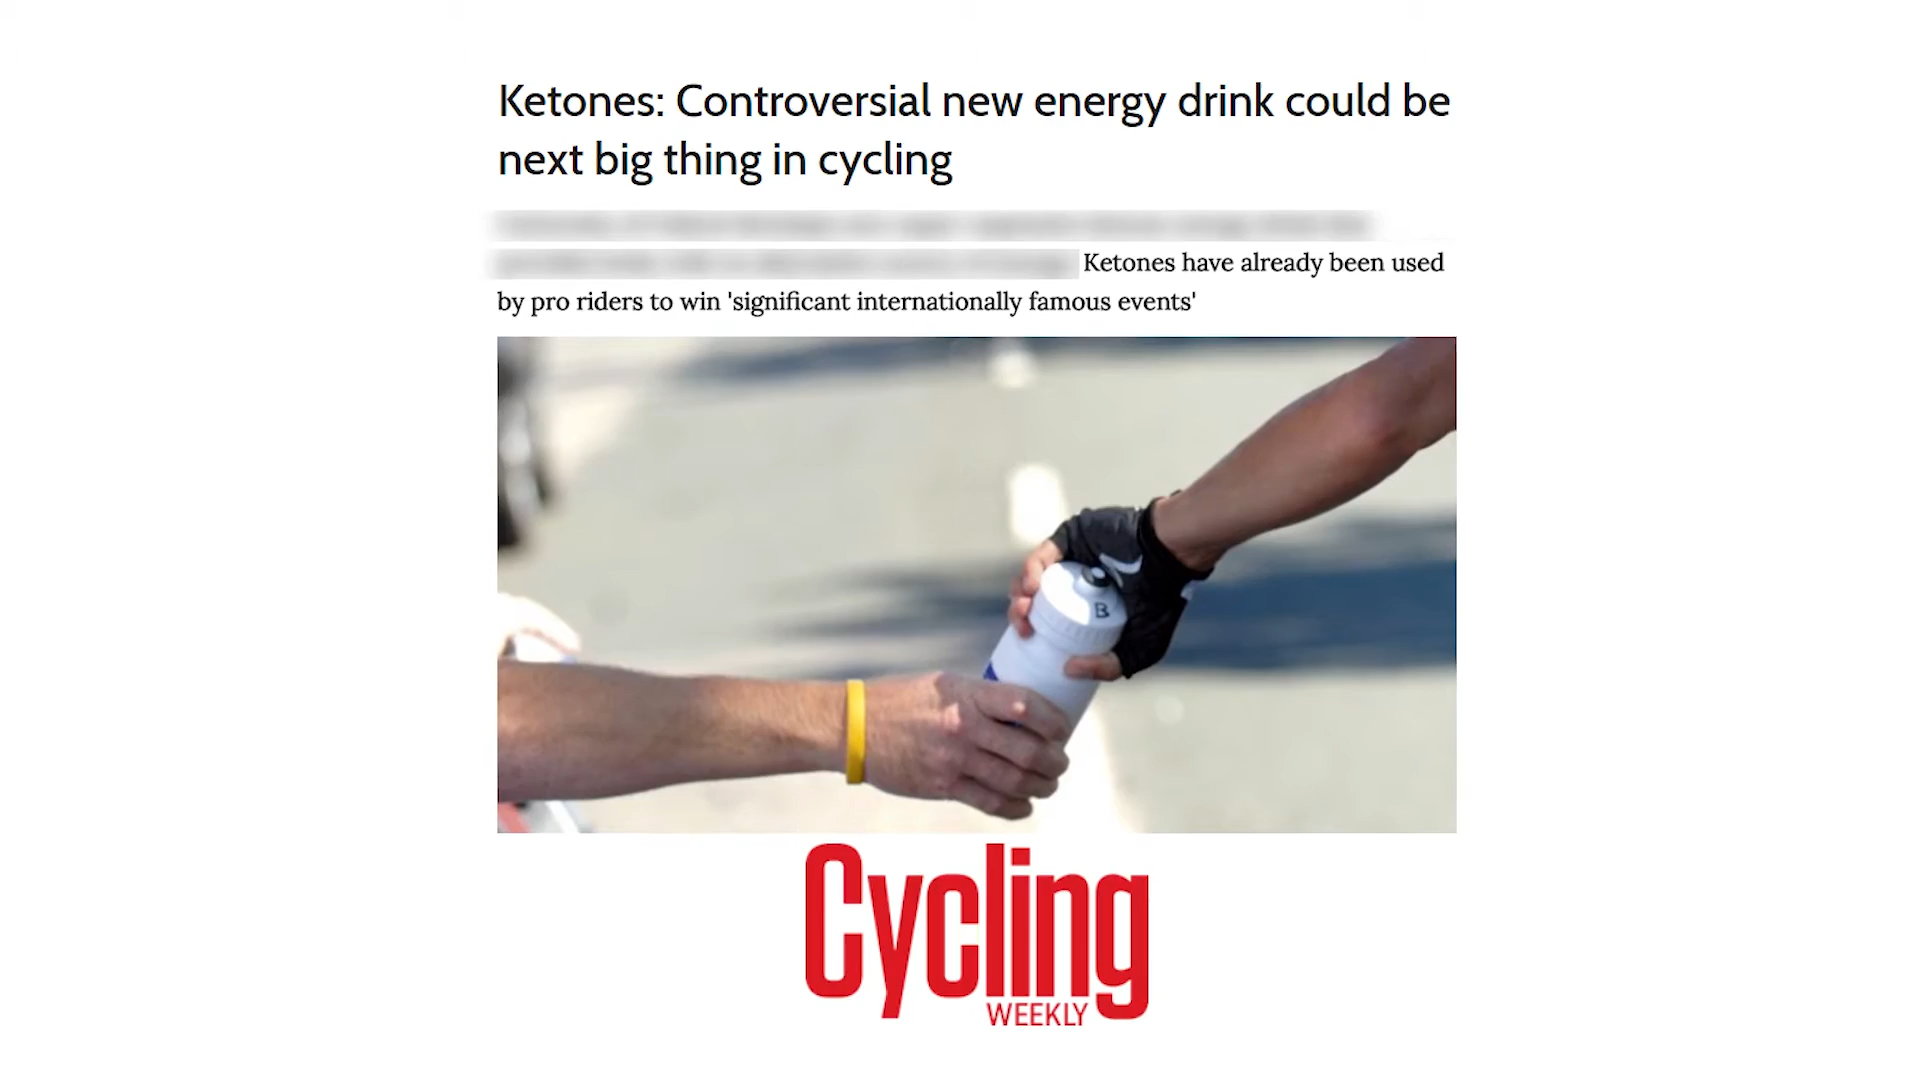 Ketones: Controversial new energy drink could be
next big thing in cycling
Ketones have already been used
by pro riders to win 'significant internationally famous events'
B
Cycling
WEEKLY